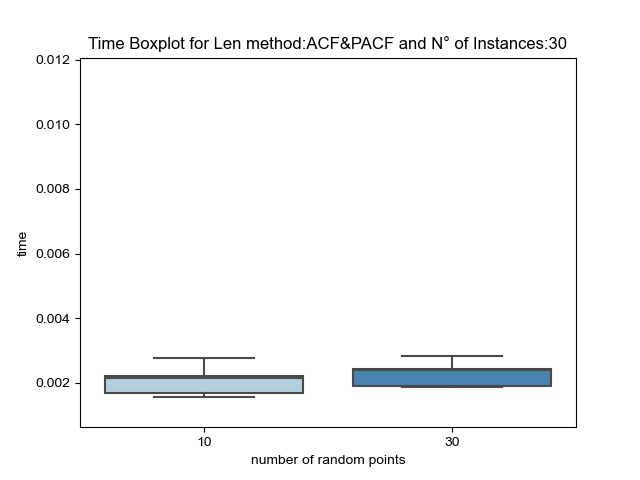 Time Boxplot for Len method:ACF&PACF and N° of Instances:30
0.012
0.010
0.008
0.006
0.004
0.002
time
10
30
number of random points